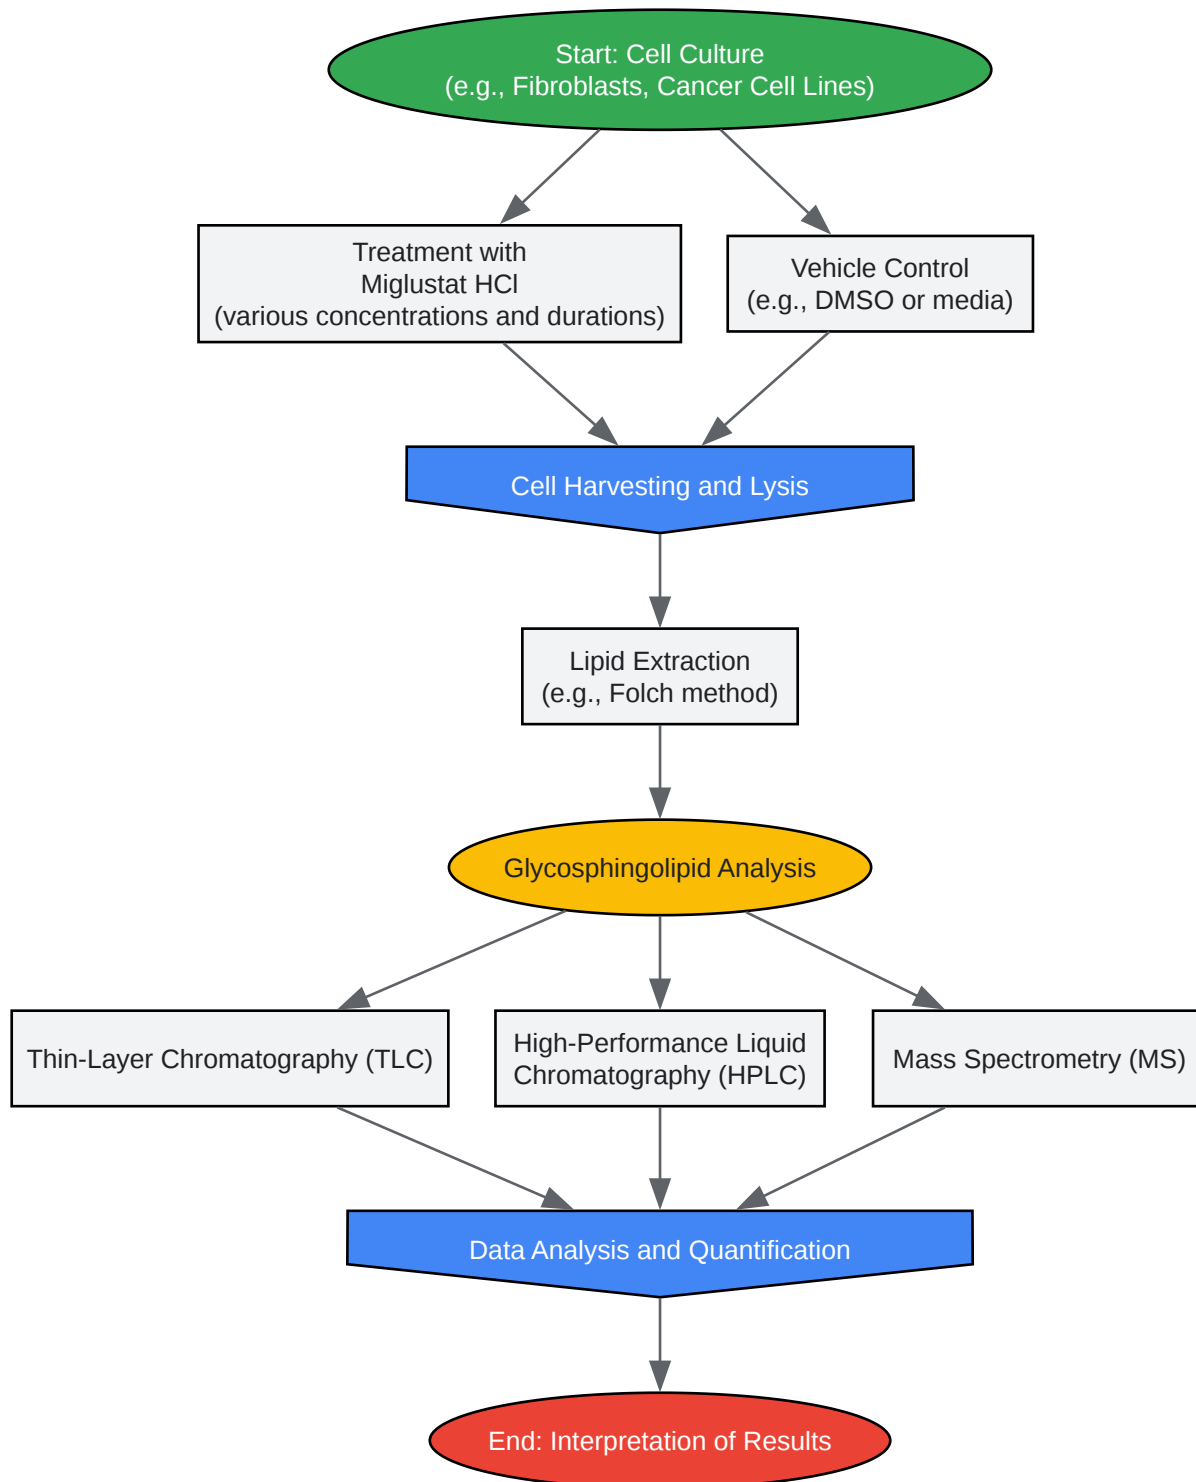 Start: Cell Culture
(e.g., Fibroblasts, Cancer Cell Lines)
Treatment with
Miglustat HCl
(various concentrations and durations)
Vehicle Control
(e.g., DMSO or media)
Cell Harvesting and Lysis
Lipid Extraction
(e.g., Folch method)
Glycosphingolipid Analysis
Thin-Layer Chromatography (TLC)
High-Performance Liquid
Chromatography (HPLC)
Mass Spectrometry (MS)
Data Analysis and Quantification
End: Interpretation of Results